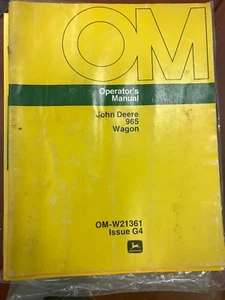 OM
Operator's
Manual
John Deere
965
Wagon
OM-W21361
Issue G4